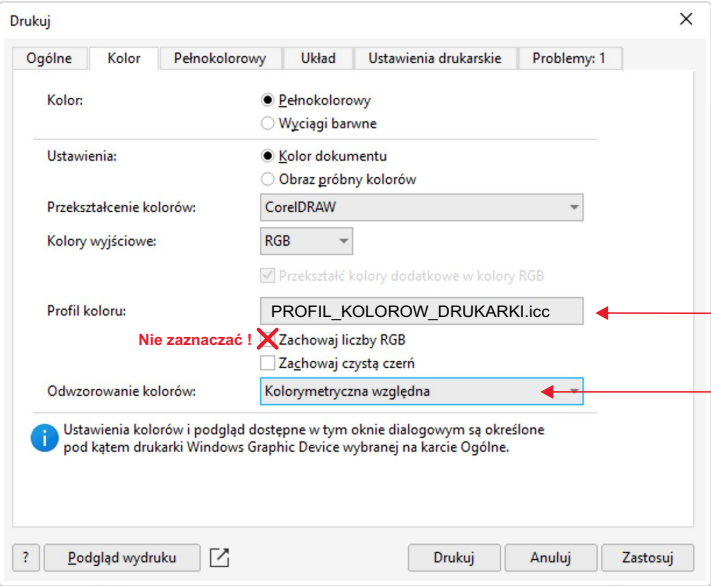 Drukuj
Ogólne Kolor Pełnokolorowy Układ Ustawienia drukarskie Problemy: 1
Kolor: Pełnokolorowy
Wyciągi barwne
Ustawienia: Kolor dokumentu
Obraz próbny kolorów
Przekształcenie kolorów: CorelDRAW
Kolory wyjściowe: RGB
Przekształć kolory dodatkowe w kolory RGB
Profil koloru: PROFIL_KOLOROW_DRUKARKI.icc
Nie zaznaczać ! Zachowaj liczby RGB
Zachowaj czystą czerń
Odwzorowanie kolorów: Kolorymetryczna względna
Ustawienia kolorów i podgląd dostępne w tym oknie dialogowym są określone
pod kątem drukarki Windows Graphic Device wybranej na karcie Ogólne.
? Podgląd wydruku Drukuj Anuluj Zastosuj